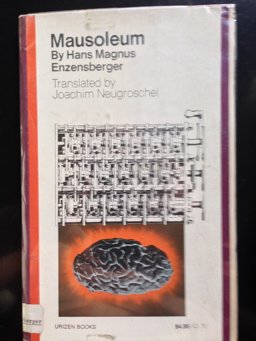 Mausoleum
By Hans Magnus
Enzensberger
Translated by
Joachim Neugroschel
URIZEN BOOKS